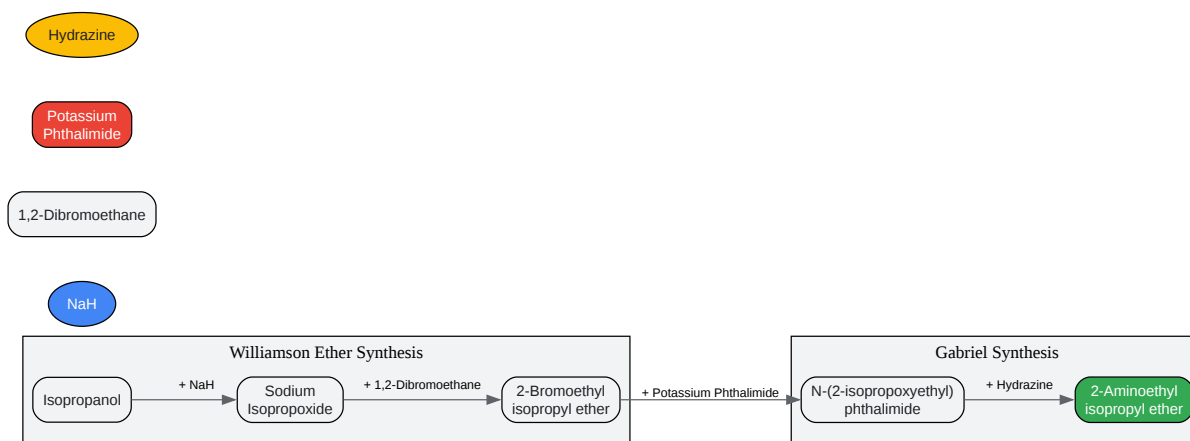 Hydrazine
Potassium
Phthalimide
1,2-Dibromoethane
NaH
Williamson Ether Synthesis
Isopropanol
+ NaH
Sodium
Isopropoxide
+ 1,2-Dibromoethane
2-Bromoethyl
isopropyl ether
+ Potassium Phthalimide
Gabriel Synthesis
N-(2-isopropoxyethyl)
phthalimide
+ Hydrazine
2-Aminoethyl
isopropyl ether